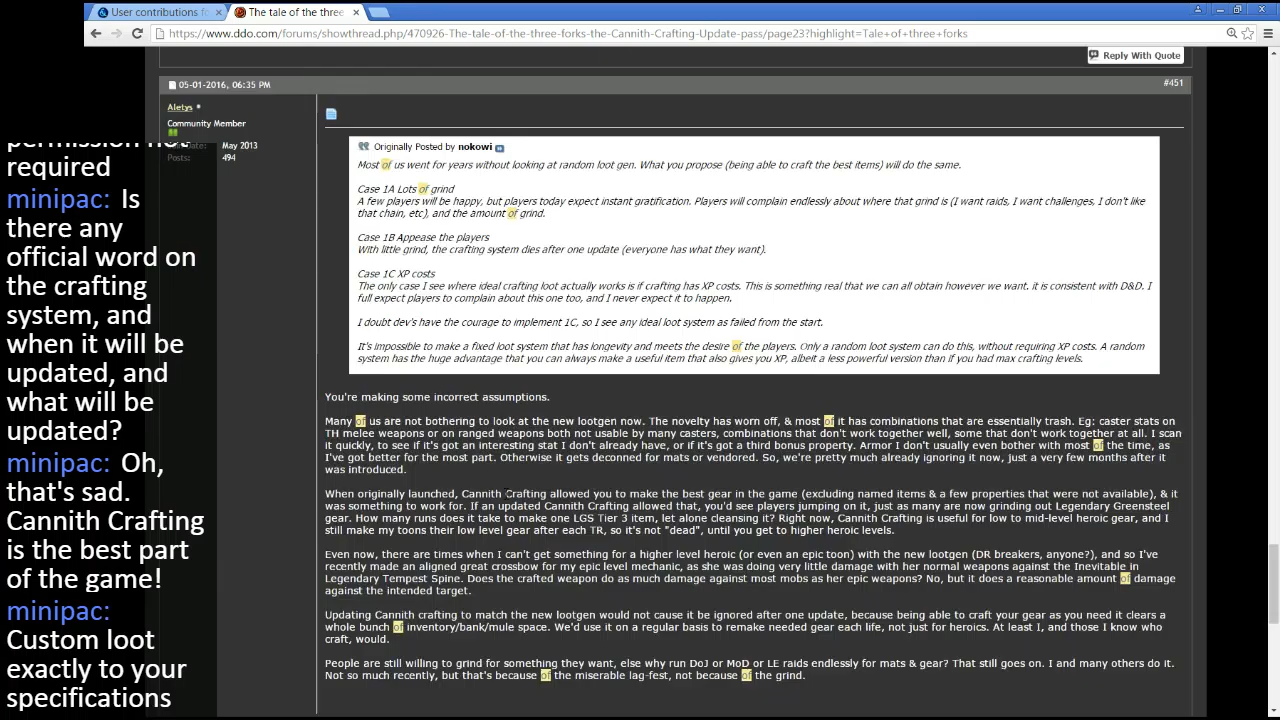 User contributions fo
The tale of the three
https://www.ddo.com/forums/showthread.php/470926-The-tale-of-the-three-forks-the-Cannith-Crafting-Update-pass/page23?highlight=Tale+of+three+forks
Reply With Quote
05-01-2016, 06:35 PM
#451
Aletys
Community Member
Date: May 2013
Posts: 494
Originally Posted by nokowi
Most of us went for years without looking at random loot gen. What you propose (being able to craft the best items) will do the same.
Case 1A Lots of grind
A few players will be happy, but players today expect instant gratification. Players will complain endlessly about where that grind is (I want raids, I want challenges, I don't like
that chain, etc), and the amount of grind.
Case 1B Appease the players
With little grind, the crafting system dies after one update (everyone has what they want).
Case 1C XP costs
The only case I see where ideal crafting loot actually works is if crafting has XP costs. This is something real that we can all obtain however we want. it is consistent with D&D. I
full expect players to complain about this one too, and I never expect it to happen.
I doubt dev's have the courage to implement 1C, so I see any ideal loot system as failed from the start.
It's impossible to make a fixed loot system that has longevity and meets the desire of the players. Only a random loot system can do this, without requiring XP costs. A random
system has the huge advantage that you can always make a useful item that also gives you XP, albeit a less powerful version than if you had max crafting levels.
You're making some incorrect assumptions.
Many of us are not bothering to look at the new lootgen now. The novelty has worn off, & most of it has combinations that are essentially trash. Eg: caster stats on
TH melee weapons or on ranged weapons both not usable by many casters, combinations that don't work together well, some that don't work together at all. I scan
it quickly, to see if it's got an interesting stat I don't already have, or if it's got a third bonus property. Armor I don't usually even bother with most of the time, as
I've got better for the most part. Otherwise it gets deconned for mats or vendored. So, we're pretty much already ignoring it now, just a very few months after it
was introduced.
When originally launched, Cannith Crafting allowed you to make the best gear in the game (excluding named items & a few properties that were not available), & it
was something to work for. If an updated Cannith Crafting allowed that, you'd see players jumping on it, just as many are now grinding out Legendary Greensteel
gear. How many runs does it take to make one LGS Tier 3 item, let alone cleansing it? Right now, Cannith Crafting is useful for low to mid-level heroic gear, and I
still make my toons their low level gear after each TR, so it's not "dead", until you get to higher heroic levels.
Even now, there are times when I can't get something for a higher level heroic (or even an epic toon) with the new lootgen (DR breakers, anyone?), and so I've
recently made an aligned great crossbow for my epic level mechanic, as she was doing very little damage with her normal weapons against the Inevitable in
Legendary Tempest Spine. Does the crafted weapon do as much damage against most mobs as her epic weapons? No, but it does a reasonable amount of damage
against the intended target.
Updating Cannith crafting to match the new lootgen would not cause it be ignored after one update, because being able to craft your gear as you need it clears a
whole bunch of inventory/bank/mule space. We'd use it on a regular basis to remake needed gear each life, not just for heroics. At least I, and those I know who
craft, would.
People are still willing to grind for something they want, else why run DoJ or MoD or LE raids endlessly for mats & gear? That still goes on. I and many others do it.
Not so much recently, but that's because of the miserable lag-fest, not because of the grind.
permission not
required
minipac: Is
there any
official word on
the crafting
system, and
when it will be
updated, and
what will be
updated?
minipac: Oh,
that's sad.
Cannith Crafting
is the best part
of the game!
minipac:
Custom loot
exactly to your
specifications